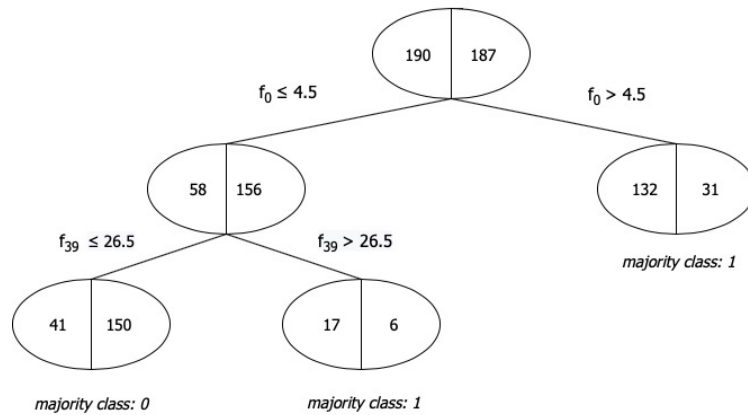 190 187
f₀ ≤ 4.5 f₀ > 4.5
58 156 132 31
f₃₉ ≤ 26.5 f₃₉ > 26.5
majority class: 1
41 150 17 6
majority class: 0 majority class: 1